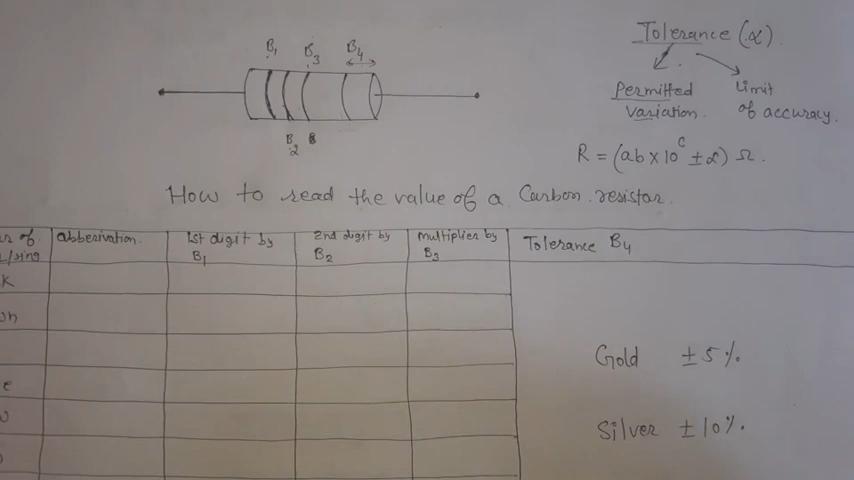 B1 B3 B4
B2
Tolerance (α)
Permitted
Variation.
Limit
of accuracy.
R = (ab x 10^c ± α) Ω.
How to read the value of a Carbon resistor.
abberivation.
1st digit by
B1
2nd digit by
B2
multiplier by
B3
Tolerance B4
Gold ±5%.
Silver ±10%.